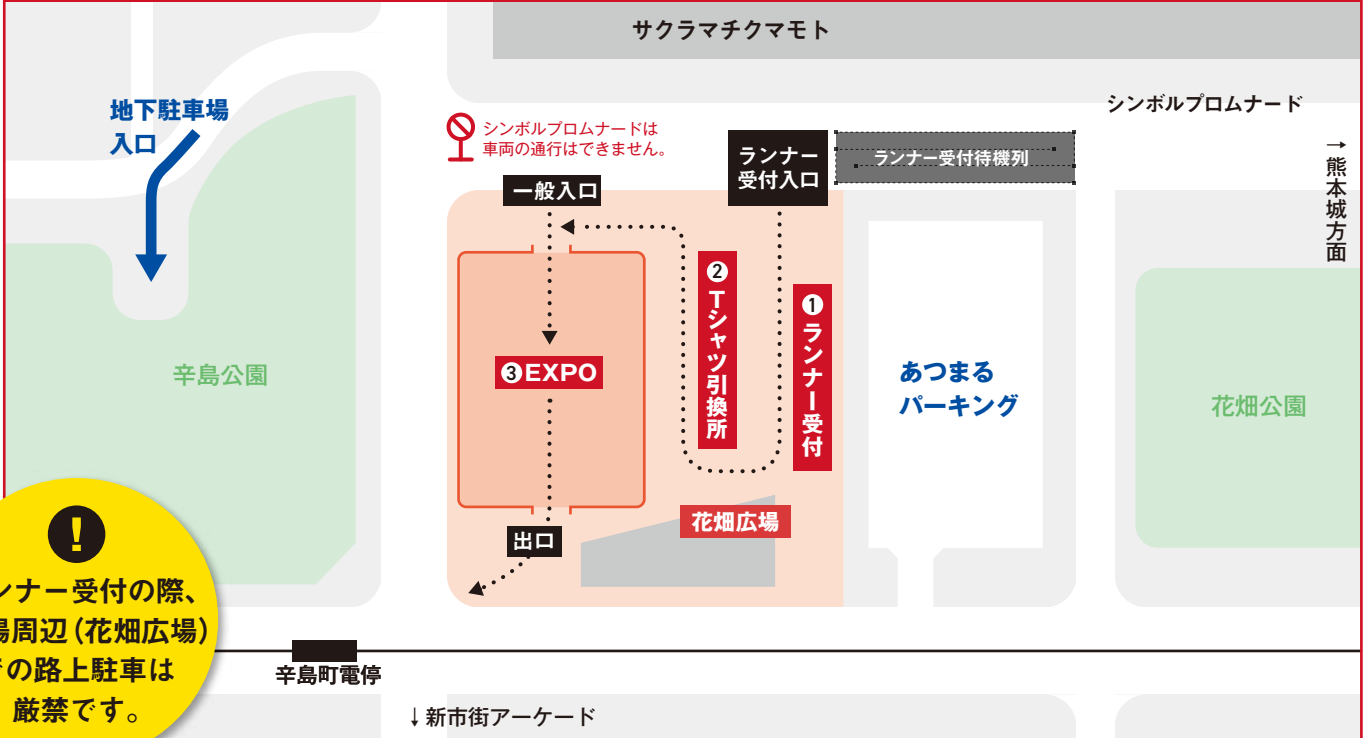 サクラマチクマモト
シンボルプロムナード
地下駐車場
入口
シンボルプロムナードは
車両の通行はできません。
ランナー
受付入口
ランナー受付待機列
→熊本城方面
一般入口
❷Tシャツ引換所
❶ランナー受付
❸EXPO
辛島公園
あつまる
パーキング
花畑公園
花畑広場
出口
!
ンナー受付の際、
場周辺(花畑広場)
の路上駐車は
厳禁です。
辛島町電停
↓新市街アーケード